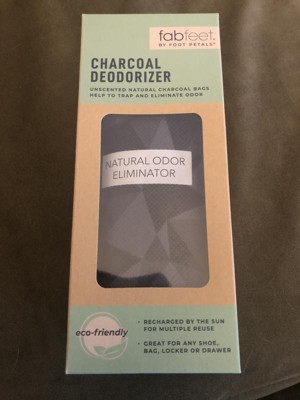 fabfeet.
BY FOOT PETALS®
CHARCOAL
DEODORIZER
UNSCENTED NATURAL CHARCOAL BAGS
HELP TO TRAP AND ELIMINATE ODOR
NATURAL ODOR
ELIMINATOR
eco-friendly
• RECHARGED BY THE SUN
FOR MULTIPLE REUSE
• GREAT FOR ANY SHOE,
BAG, LOCKER OR DRAWER